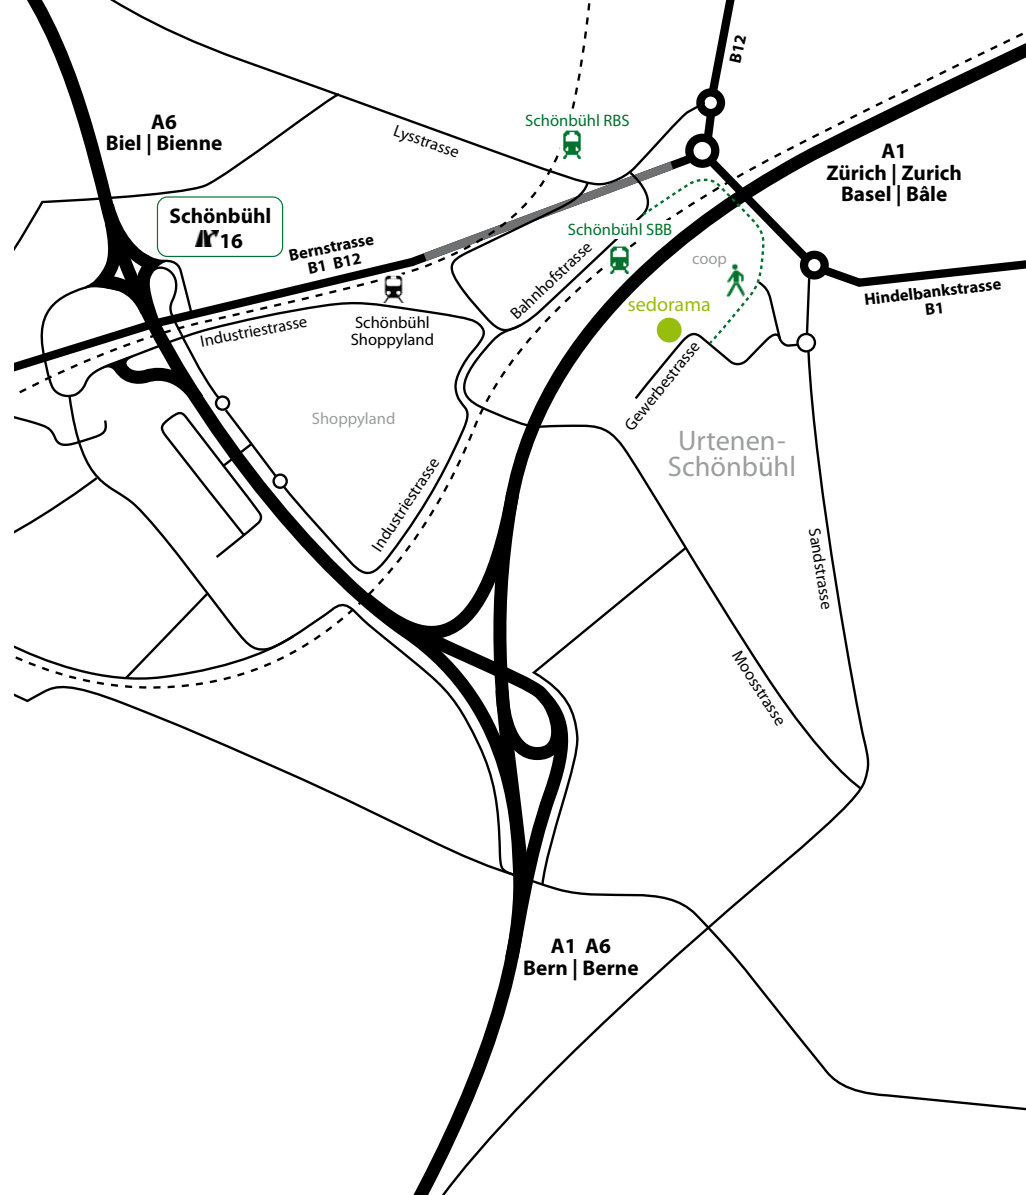 B12
A6
Biel | Bienne
Schönbühl RBS
Lysstrasse
A1
Zürich | Zurich
Basel | Bâle
Schönbühl
16
Bernstrasse
B1 B12
Schönbühl SBB
coop
Bahnhofstrasse
Hindelbankstrasse
B1
sedorama
Industriestrasse
Schönbühl
Shoppyland
Gewerbestrasse
Shoppyland
Urtenen-
Schönbühl
Industriestrasse
Sandstrasse
Moosstrasse
A1 A6
Bern | Berne